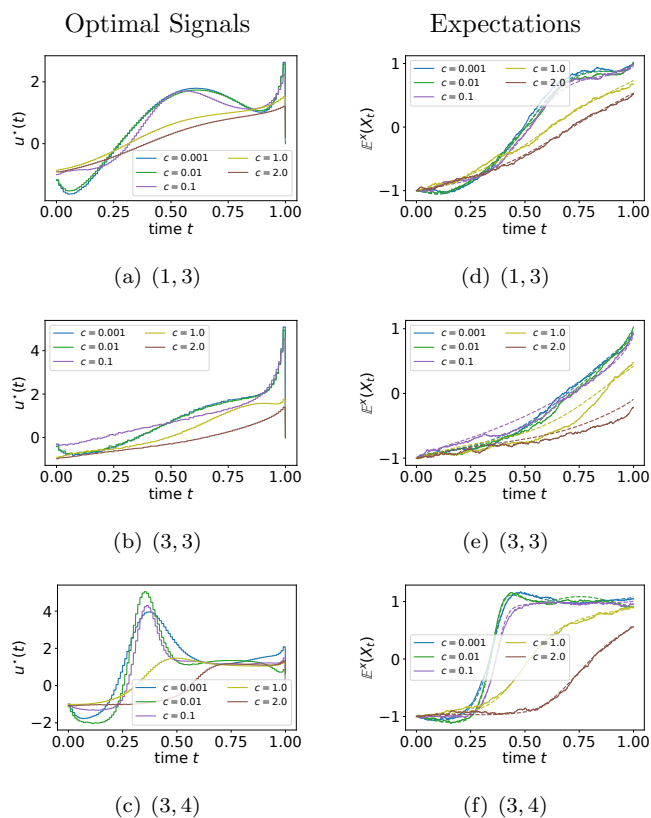 Optimal Signals
Expectations
u*(t)
2
0
c = 0.001
c = 0.01
c = 0.1
c = 1.0
c = 2.0
0.00 0.25 0.50 0.75 1.00
time t
(a) (1, 3)
𝔼ˣ(Xₜ)
1
0
−1
c = 0.001
c = 0.01
c = 0.1
c = 1.0
c = 2.0
0.00 0.25 0.50 0.75 1.00
time t
(d) (1, 3)
u*(t)
4
2
0
c = 0.001
c = 0.01
c = 0.1
c = 1.0
c = 2.0
0.00 0.25 0.50 0.75 1.00
time t
(b) (3, 3)
𝔼ˣ(Xₜ)
1
0
−1
c = 0.001
c = 0.01
c = 0.1
c = 1.0
c = 2.0
0.00 0.25 0.50 0.75 1.00
time t
(e) (3, 3)
u*(t)
4
2
0
−2
c = 0.001
c = 0.01
c = 0.1
c = 1.0
c = 2.0
0.00 0.25 0.50 0.75 1.00
time t
(c) (3, 4)
𝔼ˣ(Xₜ)
1
0
−1
c = 0.001
c = 0.01
c = 0.1
c = 1.0
c = 2.0
0.00 0.25 0.50 0.75 1.00
time t
(f) (3, 4)